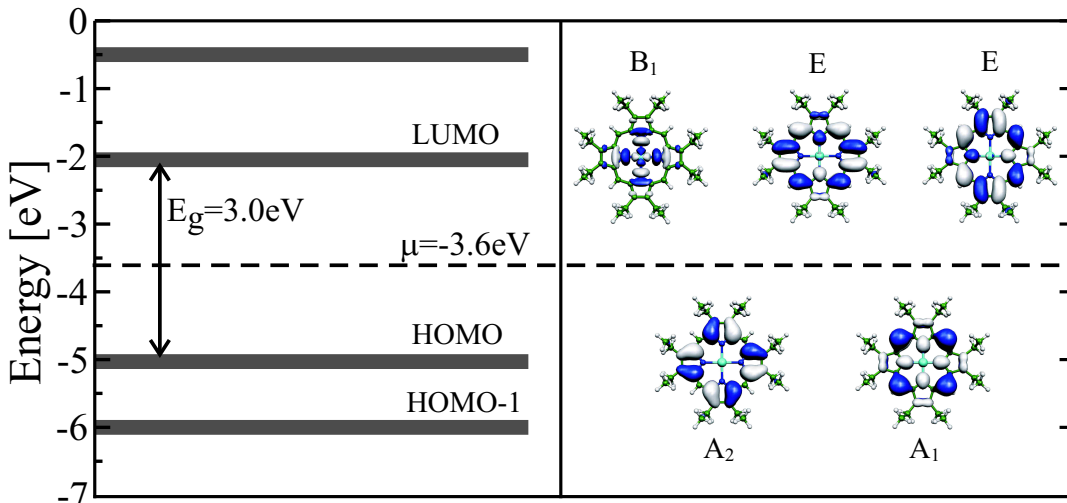 Energy [eV]
0
-1
-2
-3
-4
-5
-6
-7
LUMO
E_g=3.0eV
μ=-3.6eV
HOMO
HOMO-1
B₁ E E
A₂ A₁